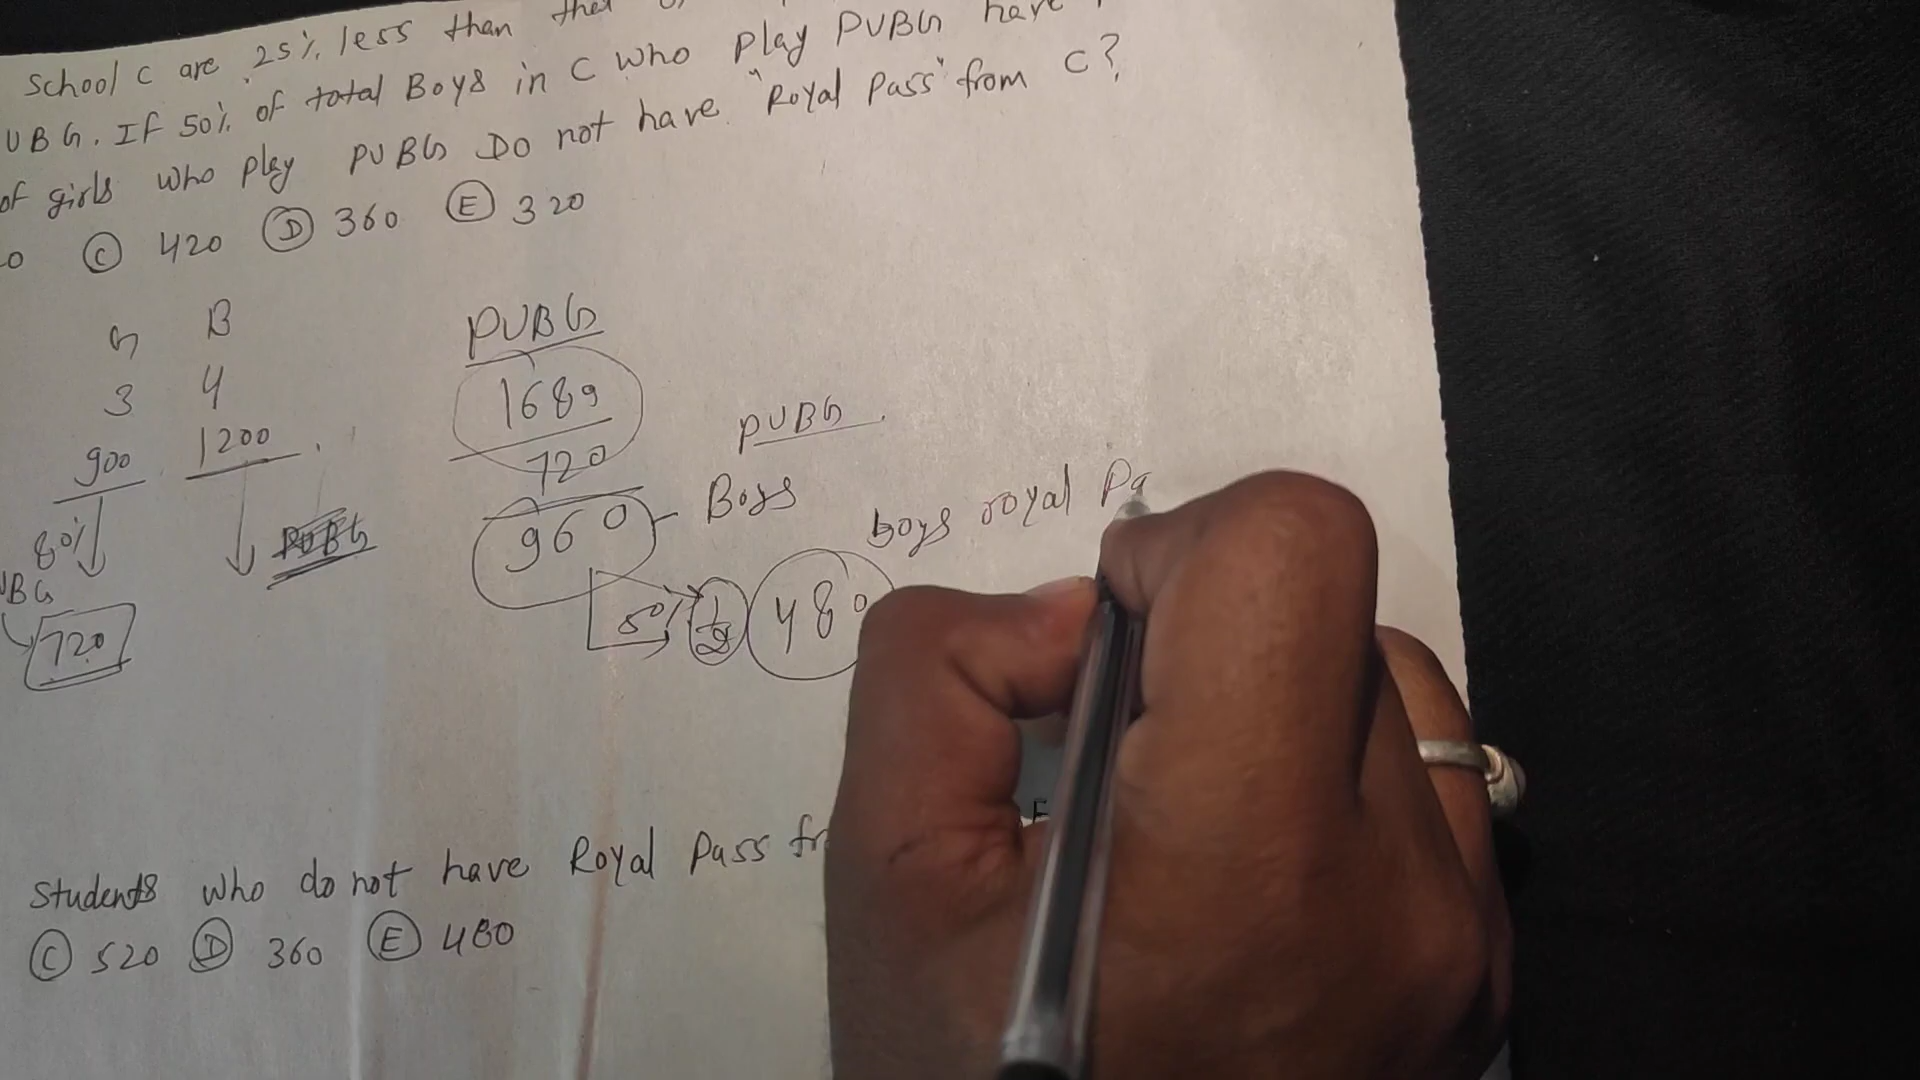 School C are 25% less than that
UBG. If 50% of total Boys in C who play PUBG have
of girls who play PUBG Do not have "Royal Pass" from C?
0 Ⓒ 420 Ⓓ 360 Ⓔ 320
G B
3 4
900 1200
80%
UBG
720
PUBG
1680
720
960 - Boys
PUBG
50% 1/2 480
boys royal Pa
Students who do not have Royal Pass fr
Ⓒ 520 Ⓓ 360 Ⓔ 480